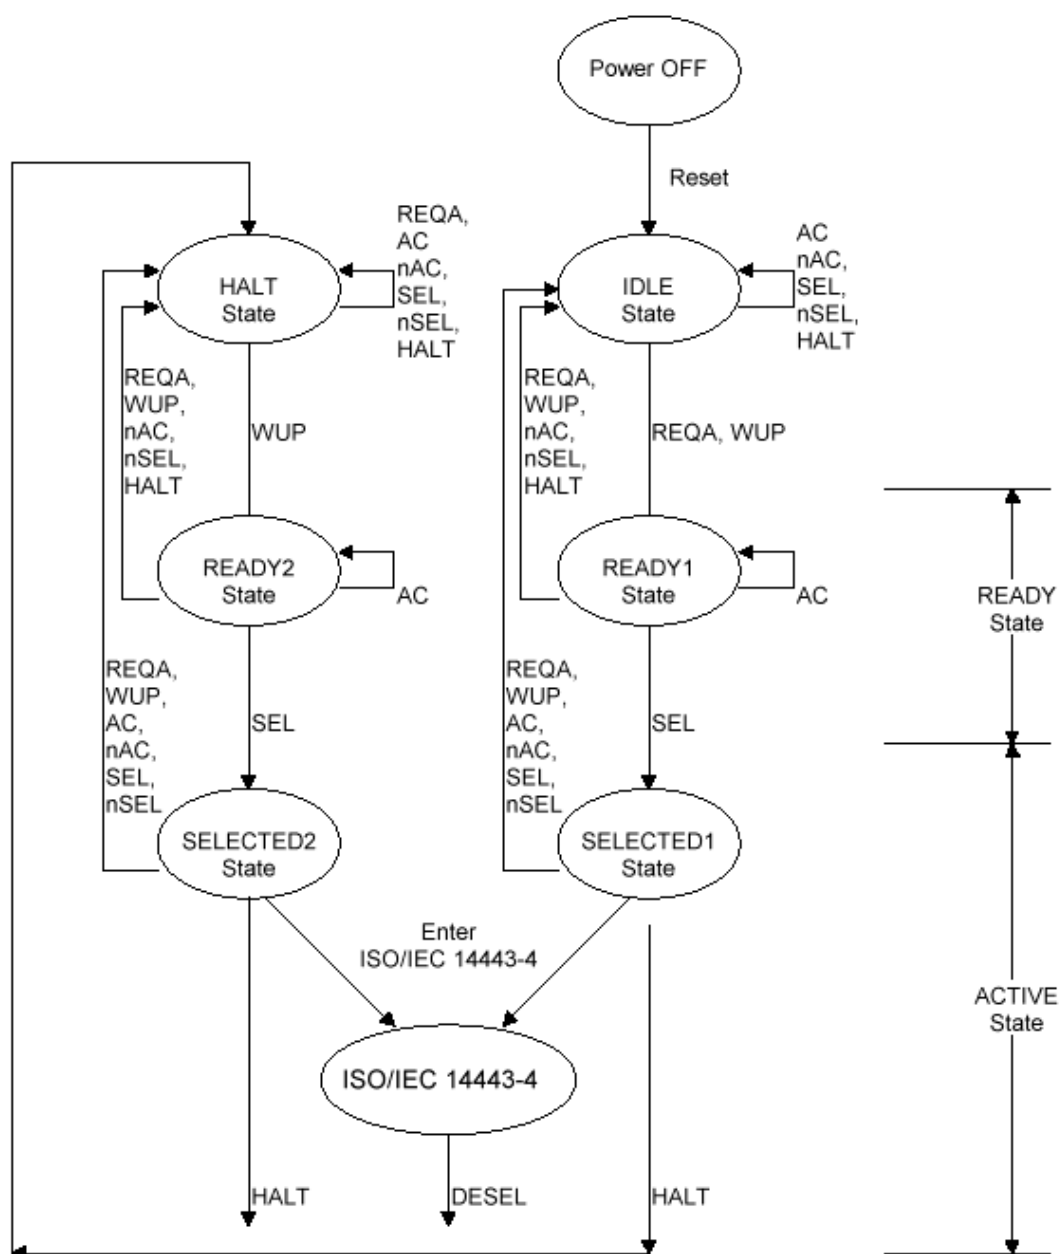 Power OFF
Reset
REQA,
AC
nAC,
SEL,
nSEL,
HALT
AC
nAC,
SEL,
nSEL,
HALT
HALT
State
IDLE
State
REQA,
WUP,
nAC,
nSEL,
HALT
WUP
REQA,
WUP,
nAC,
nSEL,
HALT
REQA, WUP
READY2
State
AC
READY1
State
AC
READY
State
REQA,
WUP,
AC,
nAC,
SEL,
nSEL
SEL
REQA,
WUP,
AC,
nAC,
SEL,
nSEL
SEL
SELECTED2
State
SELECTED1
State
Enter
ISO/IEC 14443-4
ACTIVE
State
ISO/IEC 14443-4
HALT
DESEL
HALT